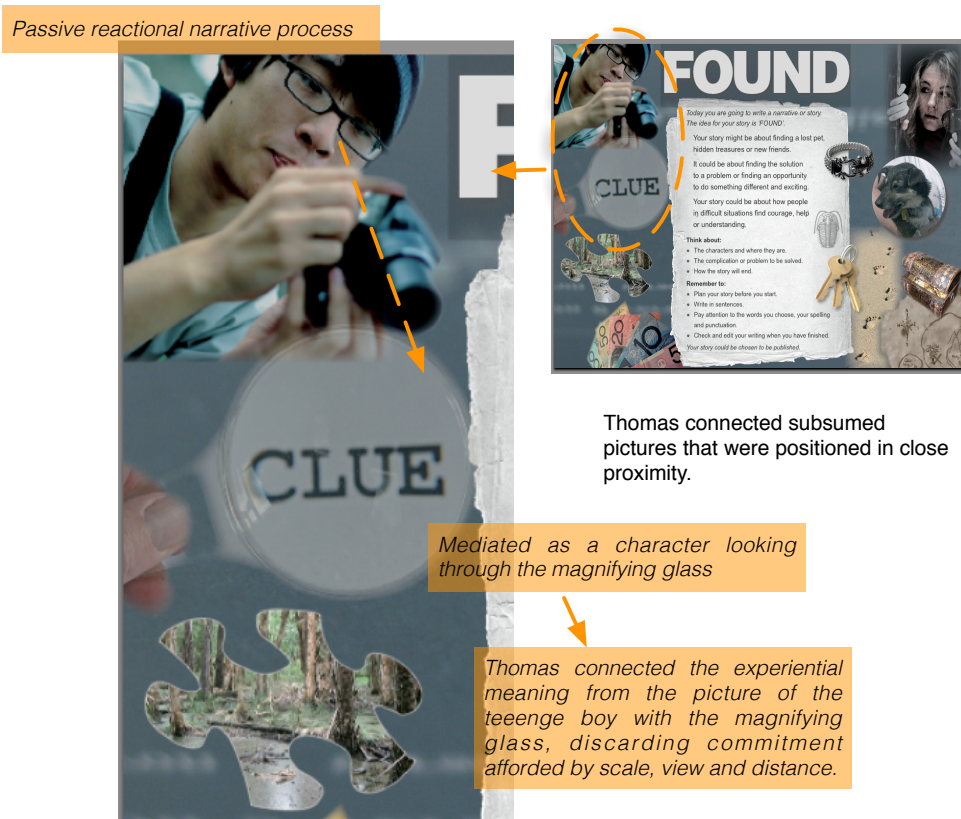 Passive reactional narrative process
F
CLUE
FOUND
Today you are going to write a narrative or story.
The idea for your story is 'FOUND'.
Your story might be about finding a lost pet,
hidden treasures or new friends.
It could be about finding the solution
to a problem or finding an opportunity
to do something different and exciting.
Your story could be about how people
in difficult situations find courage, help
or understanding.
Think about:
• The characters and where they are.
• The complication or problem to be solved.
• How the story will end.
Remember to:
• Plan your story before you start.
• Write in sentences.
• Pay attention to the words you choose, your spelling
and punctuation.
• Check and edit your writing when you have finished.
Your story could be chosen to be published.
CLUE
Thomas connected subsumed
pictures that were positioned in close
proximity.
Mediated as a character looking
through the magnifying glass
Thomas connected the experiential
meaning from the picture of the
teeenge boy with the magnifying
glass, discarding commitment
afforded by scale, view and distance.